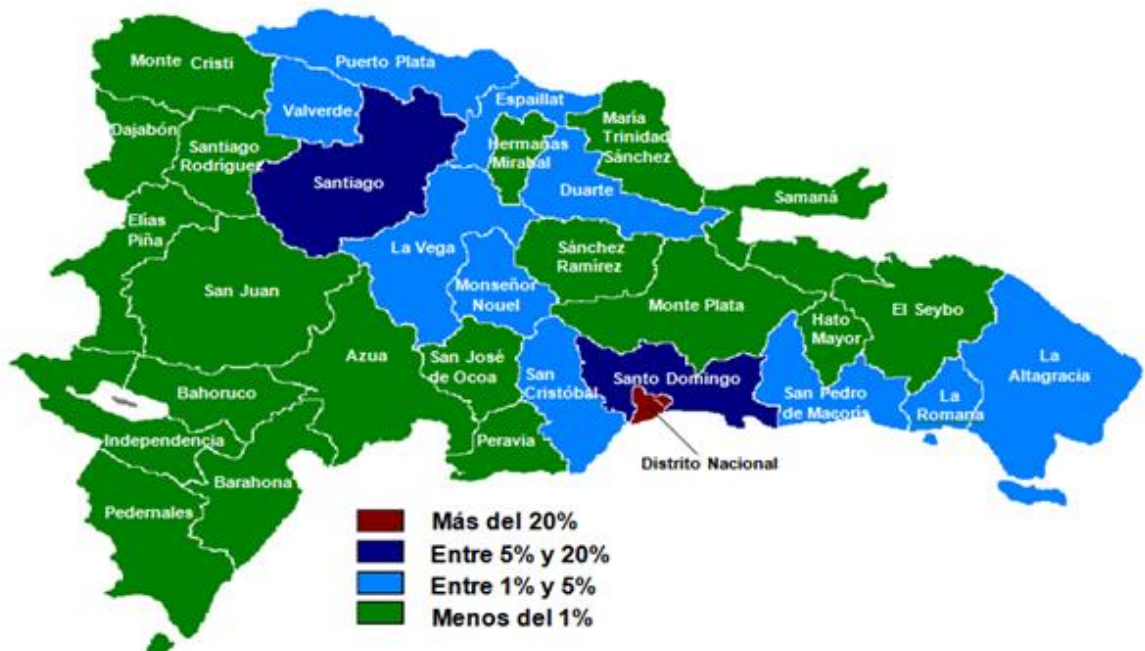 Monte Cristi
Puerto Plata
Valverde
Espaillat
Dajabón
Santiago
Rodríguez
Hermanas
Mirabal
María
Trinidad
Sánchez
Santiago
Duarte
Samaná
Elías
Piña
La Vega
Sánchez
Ramírez
San Juan
Monseñor
Nouel
Monte Plata
Hato
Mayor
El Seybo
Azua
San José
de Ocoa
San
Cristóbal
Santo Domingo
San Pedro
de Macorís
La
Romana
La
Altagracia
Bahoruco
Independencia
Peravia
Distrito Nacional
Barahona
Pedernales
Más del 20%
Entre 5% y 20%
Entre 1% y 5%
Menos del 1%